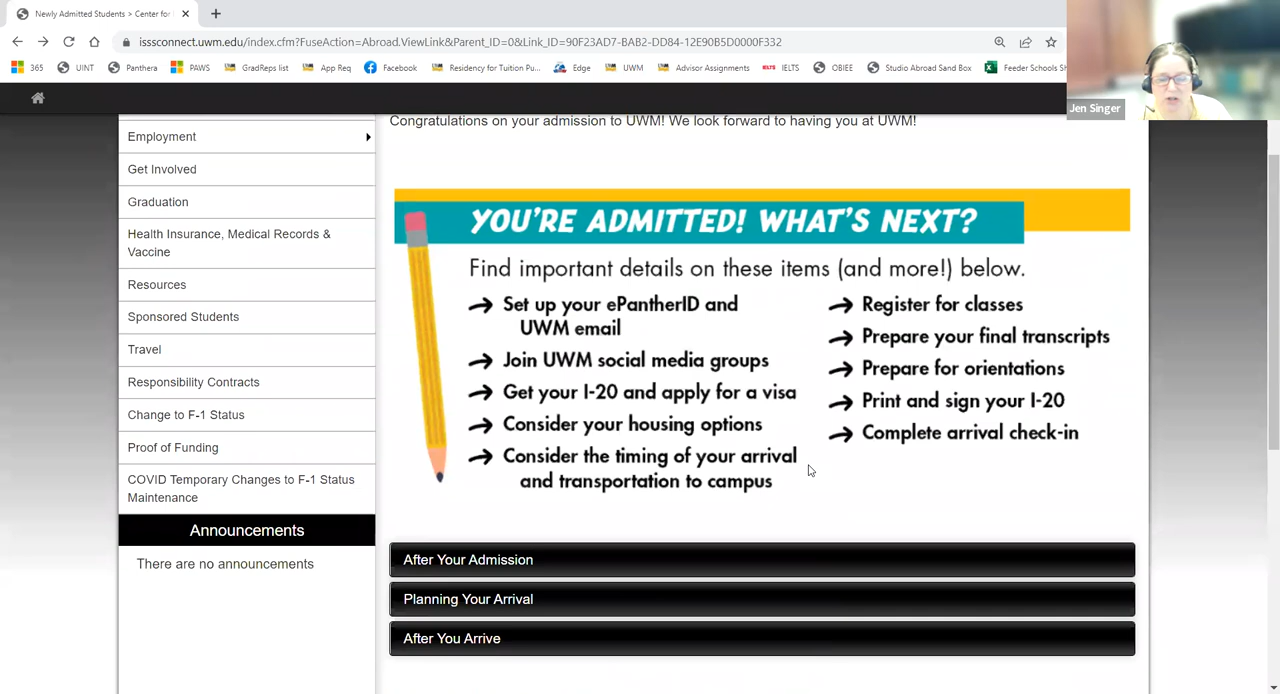 Newly Admitted Students > Center for
isssconnect.uwm.edu/index.cfm?FuseAction=Abroad.ViewLink&Parent_ID=0&Link_ID=90F23AD7-BAB2-DD84-12E90B5D0000F332
365 UINT Panthera PAWS GradReps list App Req Facebook Residency for Tuition Pu... Edge UWM Advisor Assignments IELTS IELTS OBIEE Studio Abroad Sand Box Feeder Schools Sh
Jen Singer
Congratulations on your admission to UWM! We look forward to having you at UWM!
Employment
Get Involved
Graduation
Health Insurance, Medical Records &
Vaccine
Resources
Sponsored Students
Travel
Responsibility Contracts
Change to F-1 Status
Proof of Funding
COVID Temporary Changes to F-1 Status
Maintenance
Announcements
There are no announcements
YOU'RE ADMITTED! WHAT'S NEXT?
Find important details on these items (and more!) below.
Set up your ePantherID and
UWM email
Join UWM social media groups
Get your I-20 and apply for a visa
Consider your housing options
Consider the timing of your arrival
and transportation to campus
Register for classes
Prepare your final transcripts
Prepare for orientations
Print and sign your I-20
Complete arrival check-in
After Your Admission
Planning Your Arrival
After You Arrive